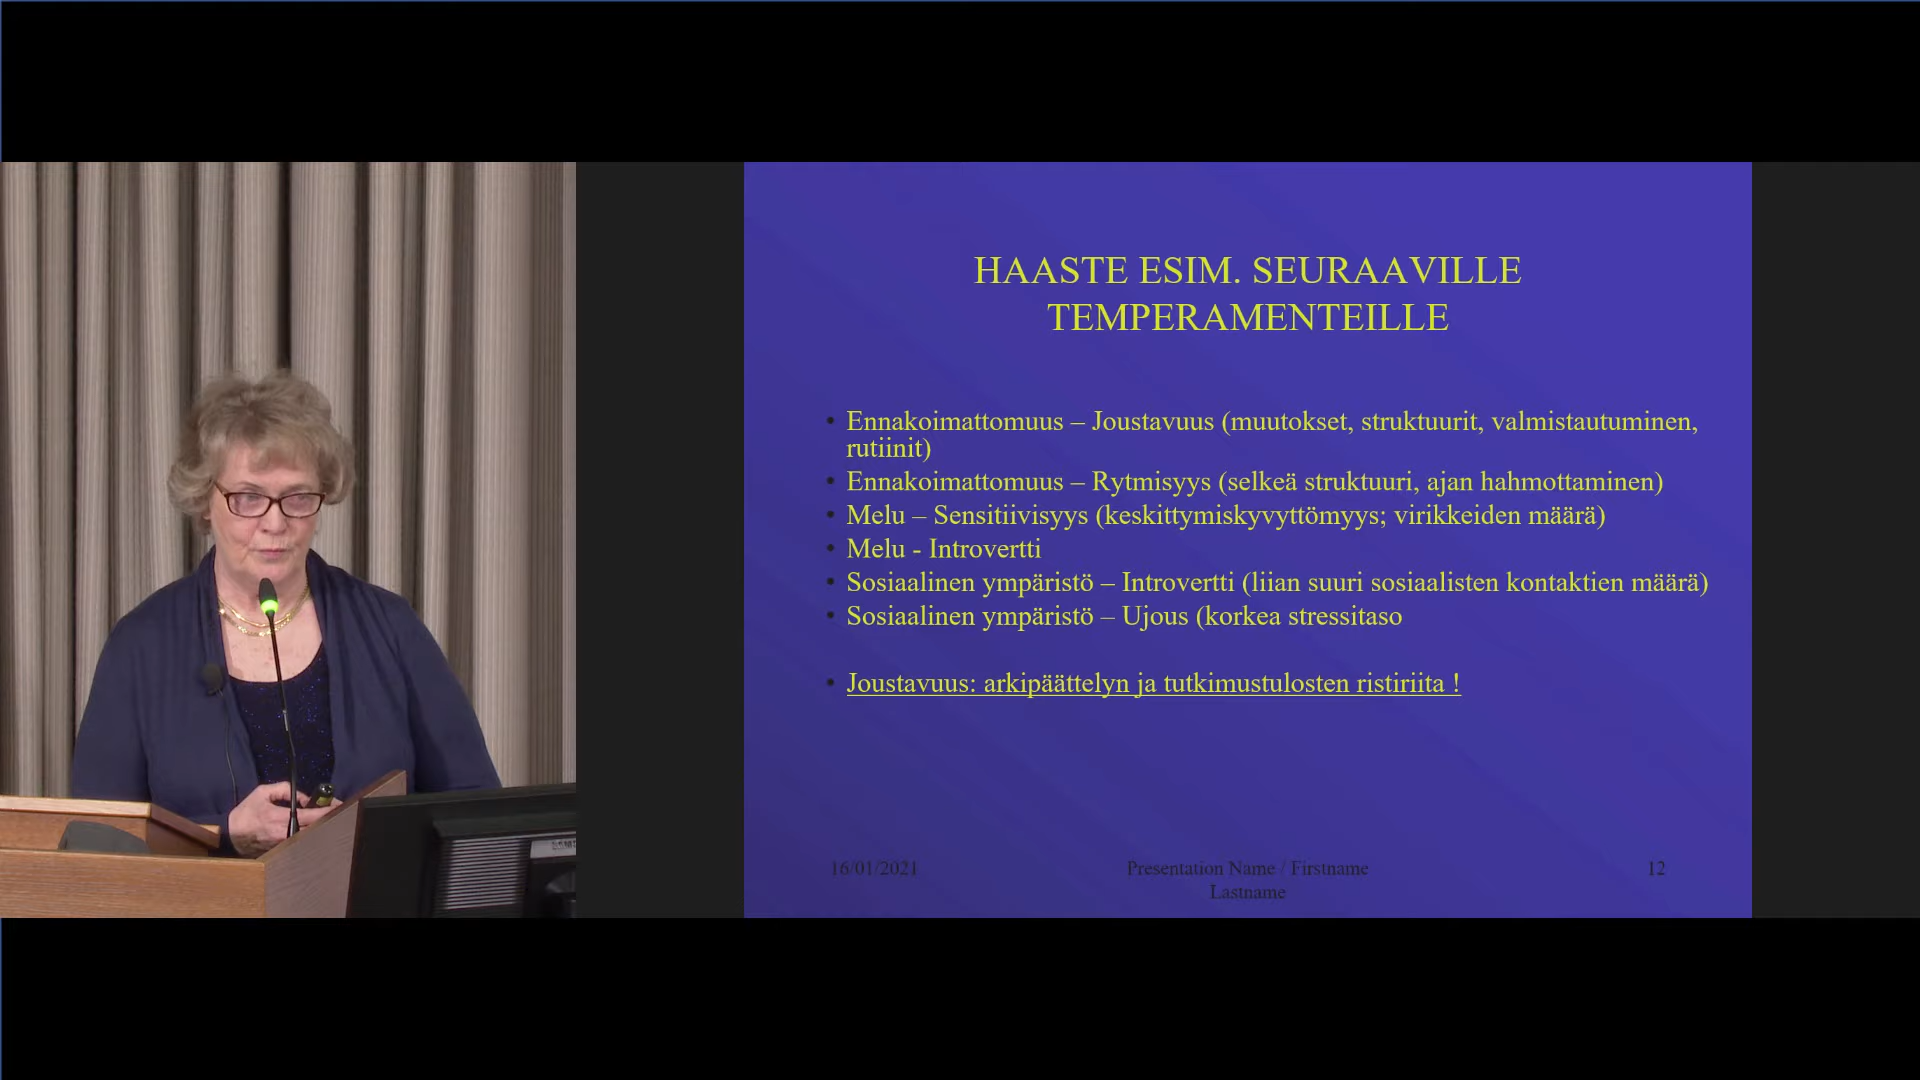 HAASTE ESIM. SEURAAVILLE
TEMPERAMENTEILLE
• Ennakoimattomuus – Joustavuus (muutokset, struktuurit, valmistautuminen,
rutiinit)
• Ennakoimattomuus – Rytmisyys (selkeä struktuuri, ajan hahmottaminen)
• Melu – Sensitiivisyys (keskittymiskyvyttömyys; virikkeiden määrä)
• Melu - Introvertti
• Sosiaalinen ympäristö – Introvertti (liian suuri sosiaalisten kontaktien määrä)
• Sosiaalinen ympäristö – Ujous (korkea stressitaso
• Joustavuus: arkipäättelyn ja tutkimustulosten ristiriita !
16/01/2021
Presentation Name / Firstname
Lastname
12